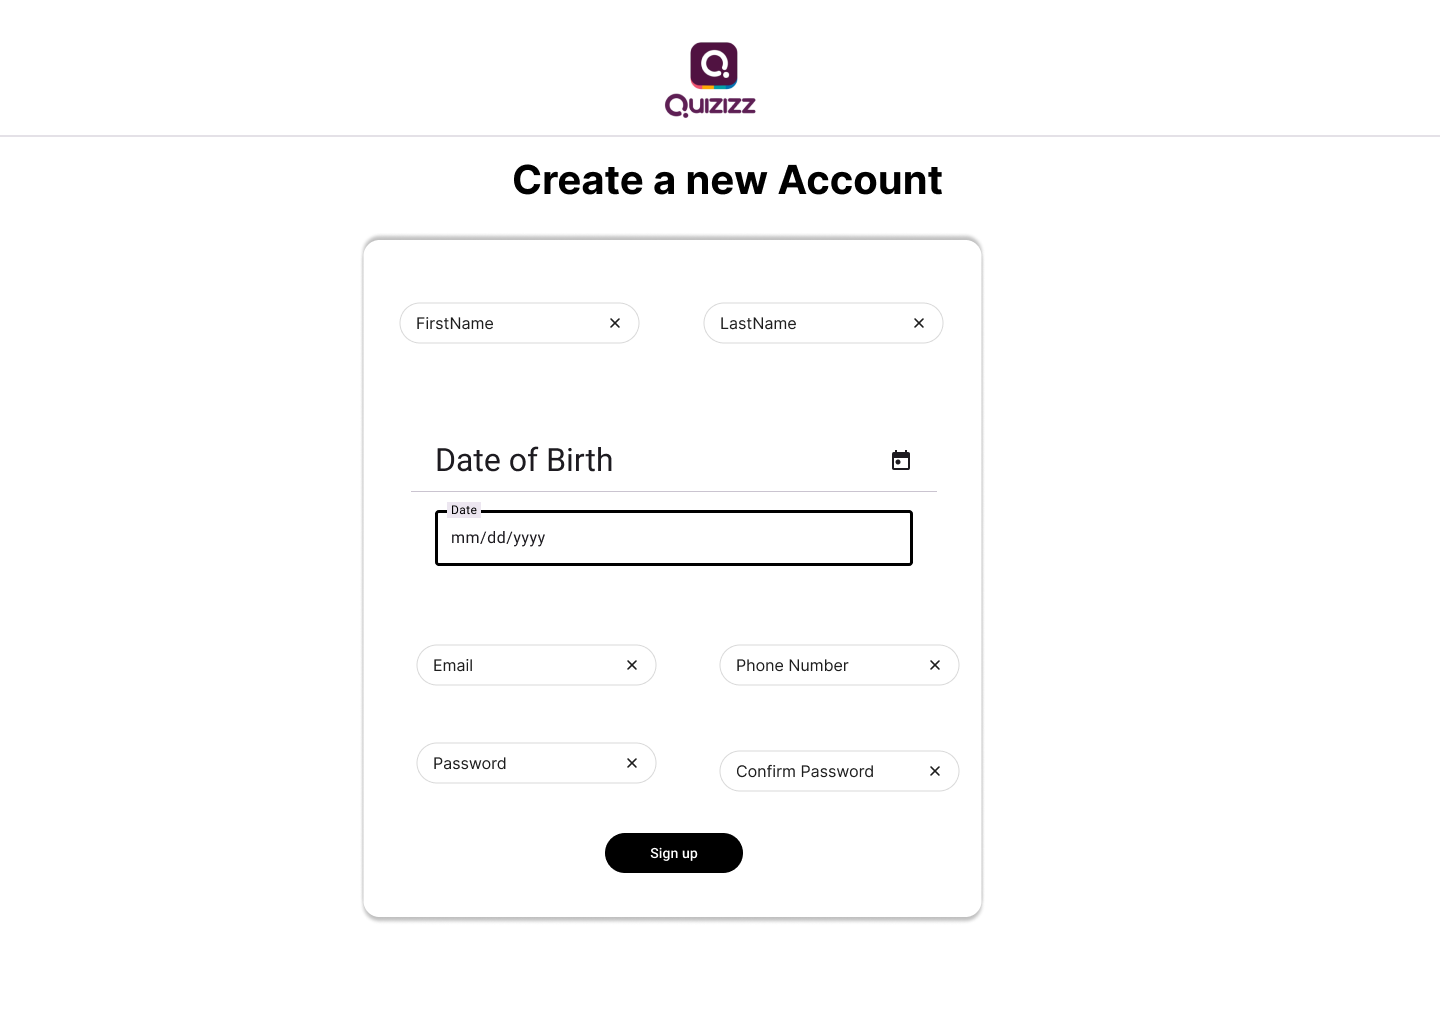 Quizizz
Create a new Account
FirstName
LastName
Date of Birth
Date
mm/dd/yyyy
Email
Phone Number
Password
Confirm Password
Sign up